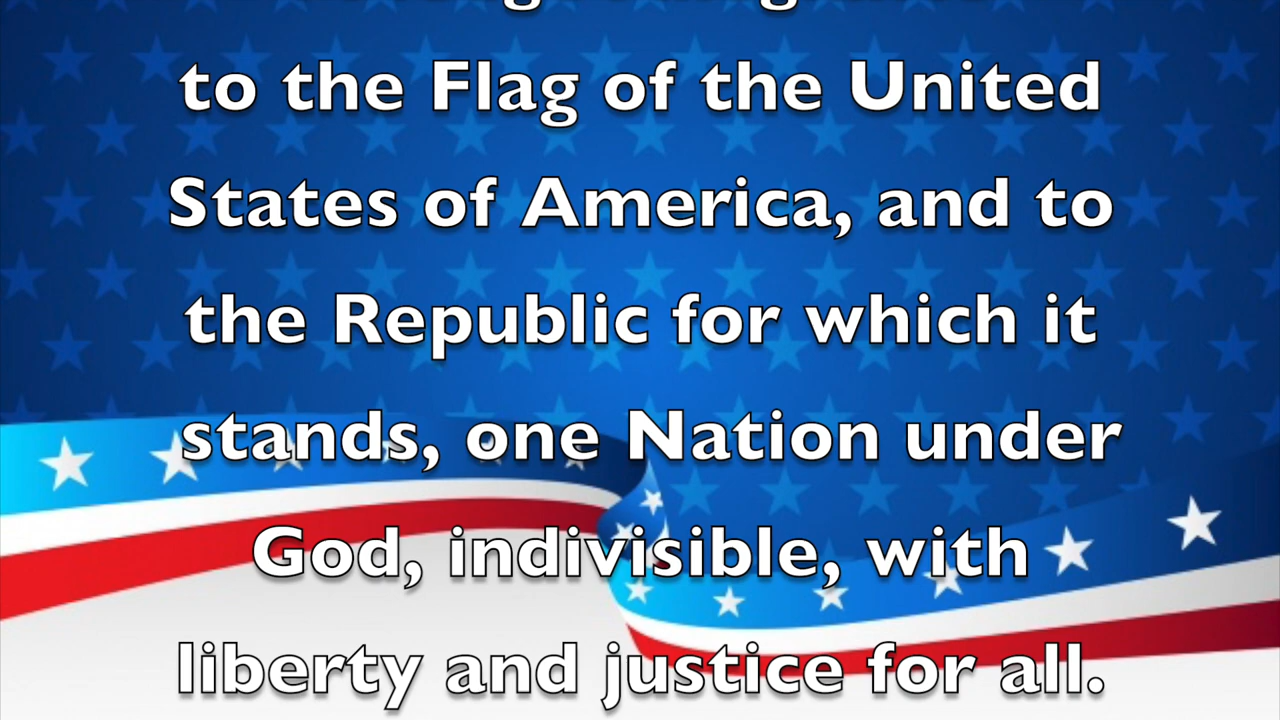 to the Flag of the United
States of America, and to
the Republic for which it
stands, one Nation under
God, indivisible, with
liberty and justice for all.